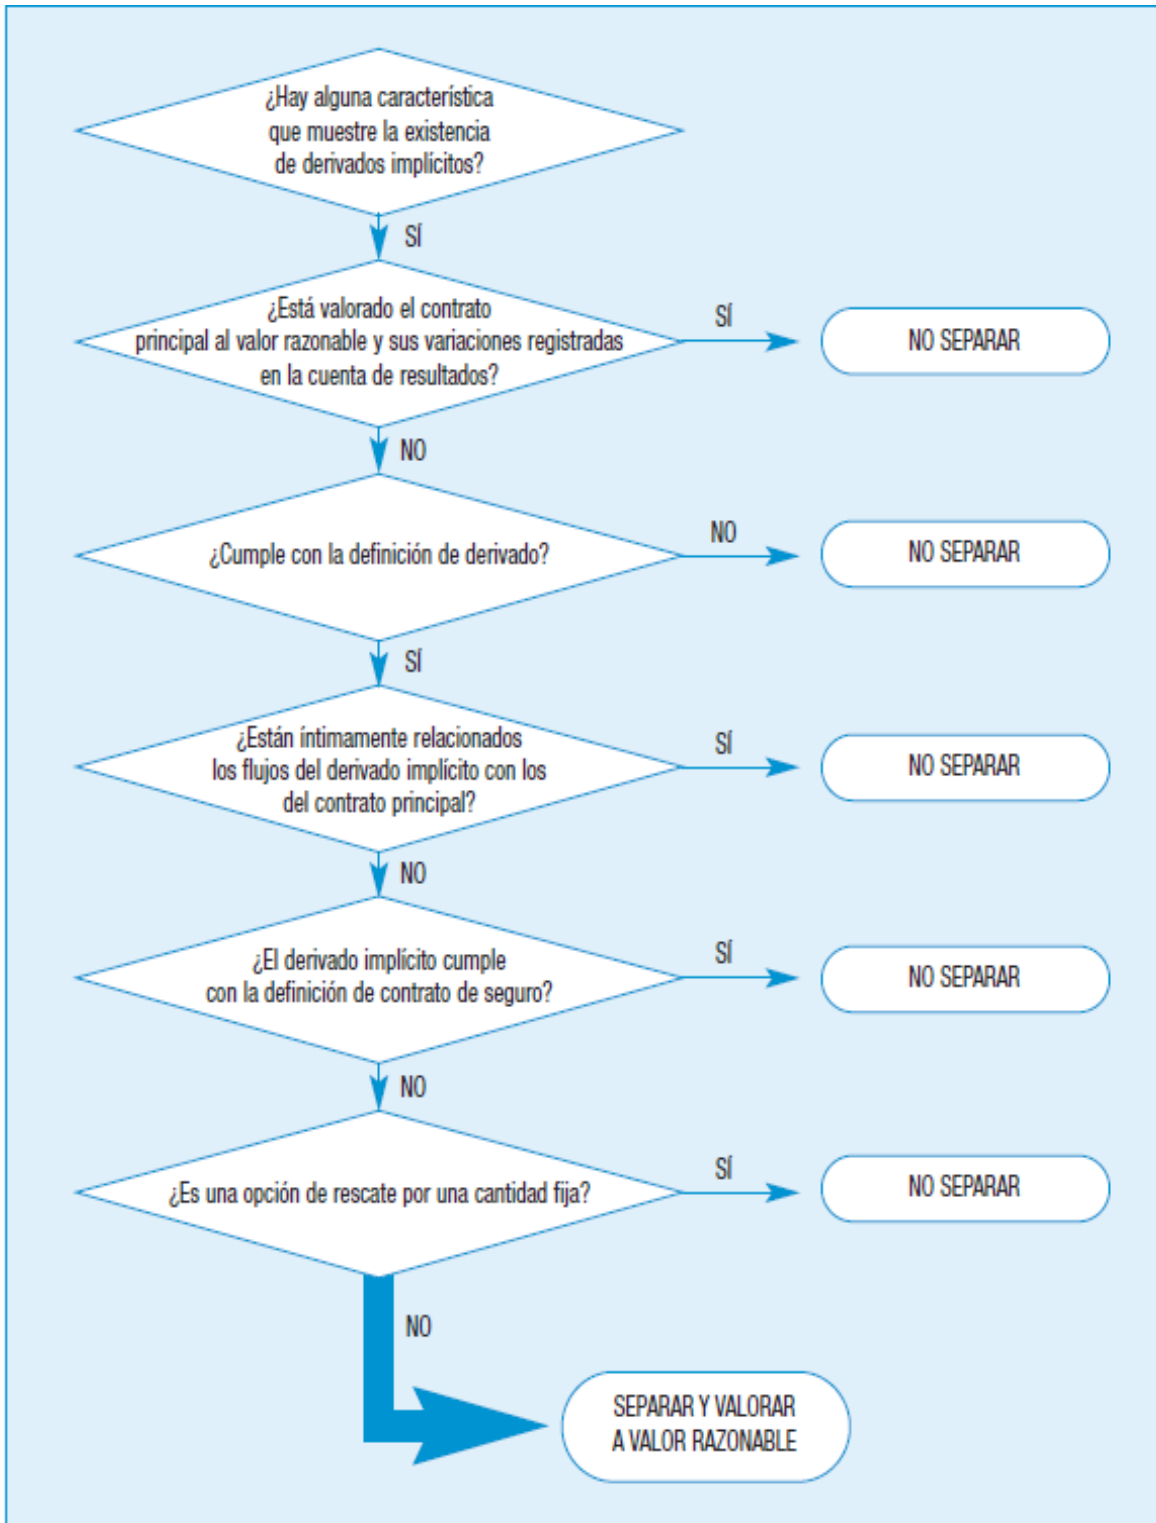 ¿Hay alguna característica
que muestre la existencia
de derivados implícitos?
SÍ
¿Está valorado el contrato
principal al valor razonable y sus variaciones registradas
en la cuenta de resultados?
SÍ
NO SEPARAR
NO
¿Cumple con la definición de derivado?
NO
NO SEPARAR
SÍ
¿Están íntimamente relacionados
los flujos del derivado implícito con los
del contrato principal?
SÍ
NO SEPARAR
NO
¿El derivado implícito cumple
con la definición de contrato de seguro?
SÍ
NO SEPARAR
NO
¿Es una opción de rescate por una cantidad fija?
SÍ
NO SEPARAR
NO
SEPARAR Y VALORAR
A VALOR RAZONABLE